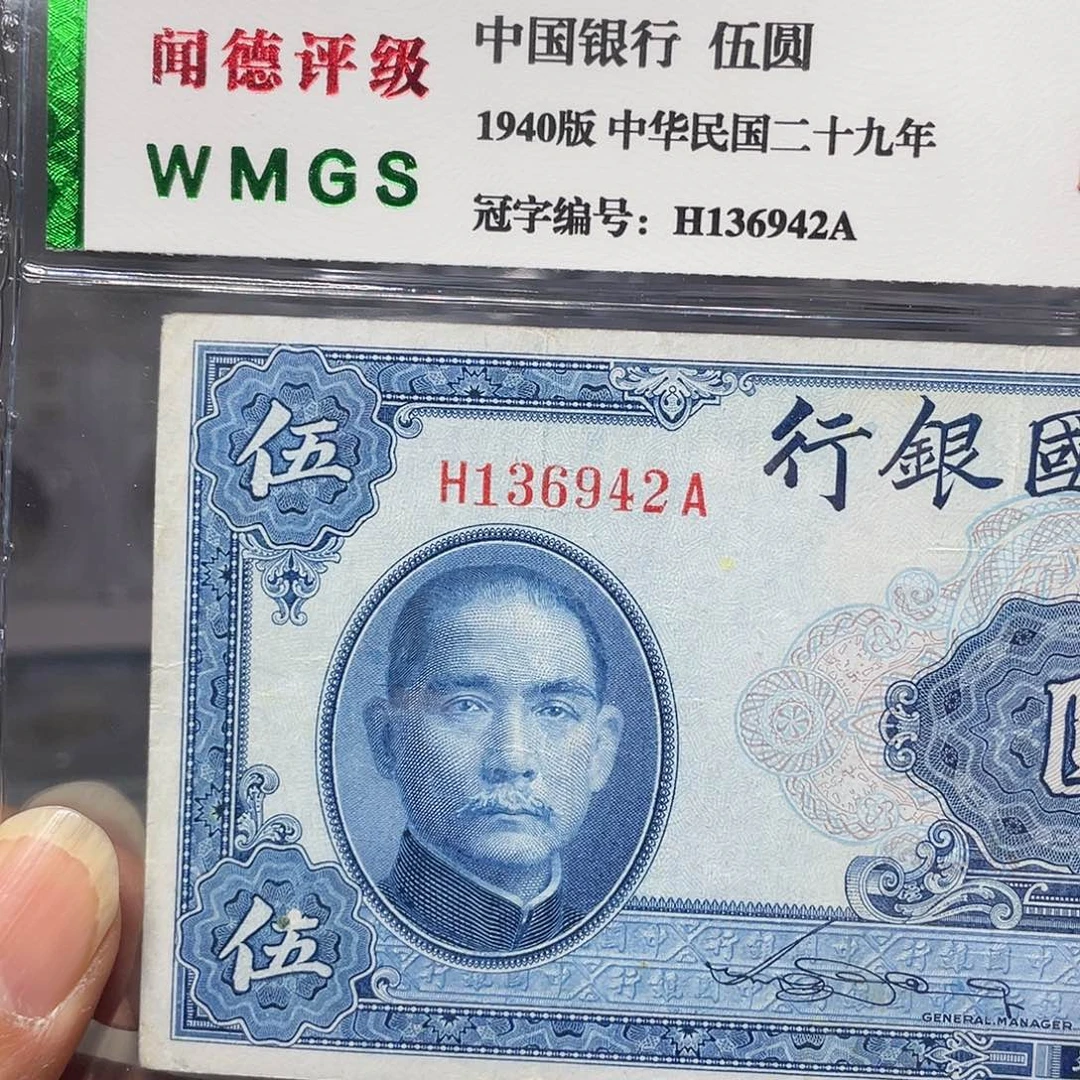 闻德评级
WMGS
中国银行 伍圆
1940版 中华民国二十九年
冠字编号：H136942A
伍
H136942A
行銀國
圓
伍
GENERAL MANAGER